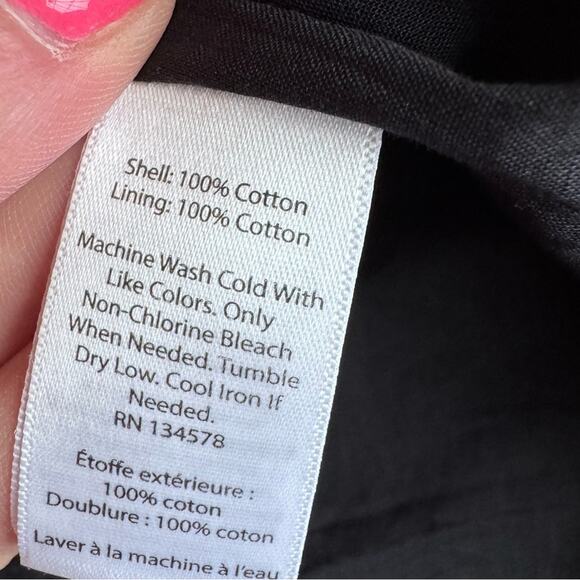 Shell: 100% Cotton
Lining: 100% Cotton
Machine Wash Cold With
Like Colors. Only
Non-Chlorine Bleach
When Needed. Tumble
Dry Low. Cool Iron If
Needed.
RN 134578
Étoffe extérieure :
100% coton
Doublure : 100% coton
Laver à la machine à l'eau